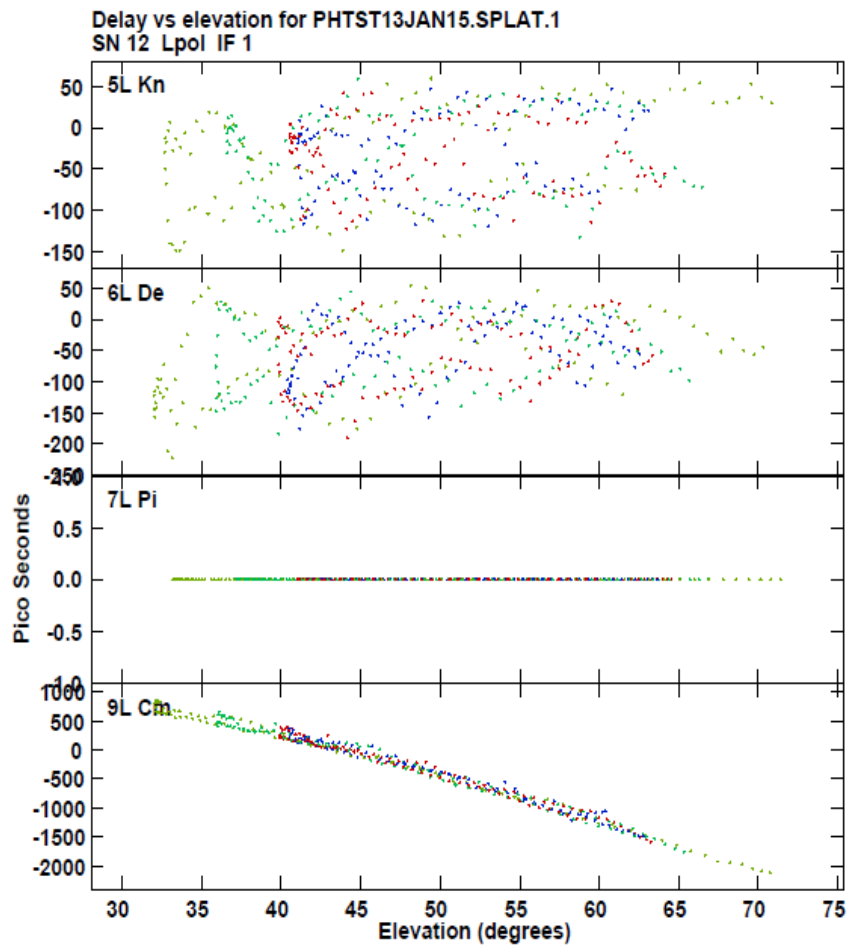 Delay vs elevation for PHTST13JAN15.SPLAT.1
SN 12 Lpol IF 1
5L Kn
50
0
-50
-100
-150
6L De
50
0
-50
-100
-150
-200
-250
7L Pi
0.5
0.0
-0.5
-1.0
9L Cm
1000
500
0
-500
-1000
-1500
-2000
Pico Seconds
30 35 40 45 50 55 60 65 70 75
Elevation (degrees)